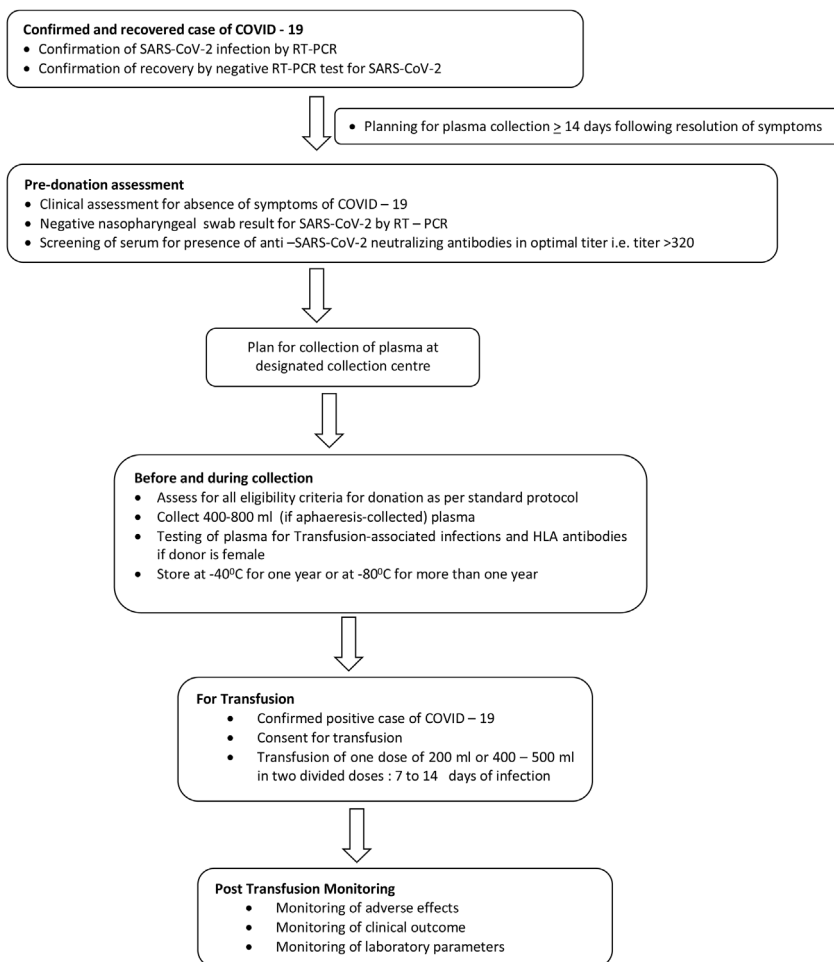 Confirmed and recovered case of COVID - 19
• Confirmation of SARS-CoV-2 infection by RT-PCR
• Confirmation of recovery by negative RT-PCR test for SARS-CoV-2
• Planning for plasma collection ≥ 14 days following resolution of symptoms
Pre-donation assessment
• Clinical assessment for absence of symptoms of COVID – 19
• Negative nasopharyngeal swab result for SARS-CoV-2 by RT – PCR
• Screening of serum for presence of anti –SARS-CoV-2 neutralizing antibodies in optimal titer i.e. titer >320
Plan for collection of plasma at
designated collection centre
Before and during collection
• Assess for all eligibility criteria for donation as per standard protocol
• Collect 400-800 ml (if aphaeresis-collected) plasma
• Testing of plasma for Transfusion-associated infections and HLA antibodies
if donor is female
• Store at -40⁰C for one year or at -80⁰C for more than one year
For Transfusion
• Confirmed positive case of COVID – 19
• Consent for transfusion
• Transfusion of one dose of 200 ml or 400 – 500 ml
in two divided doses : 7 to 14 days of infection
Post Transfusion Monitoring
• Monitoring of adverse effects
• Monitoring of clinical outcome
• Monitoring of laboratory parameters